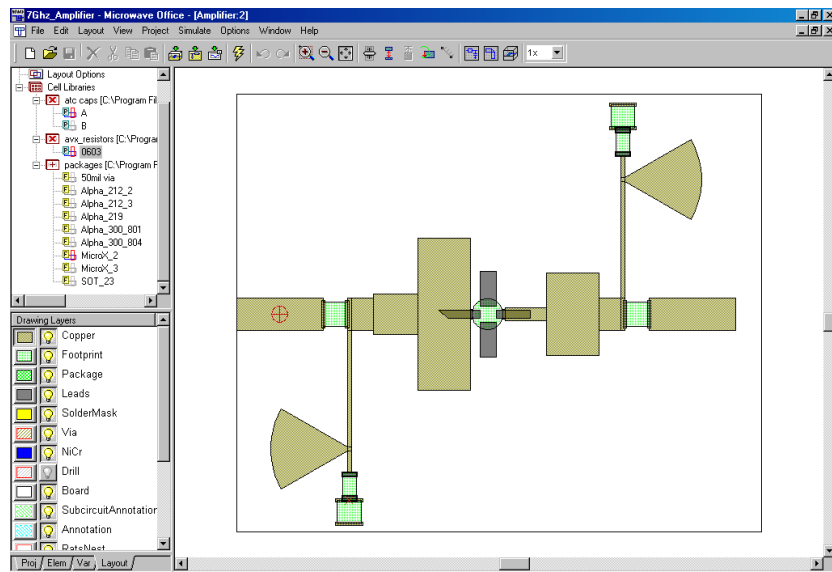 7Ghz_Amplifier - Microwave Office - [Amplifier:2]
File Edit Layout View Project Simulate Options Window Help
1x
Layout Options
Cell Libraries
atc caps [C:\Program Fil
A
B
avx_resistors [C:\Program
0603
packages [C:\Program F
50mil via
Alpha_212_2
Alpha_212_3
Alpha_219
Alpha_300_801
Alpha_300_804
MicroX_2
MicroX_3
SOT_23
Drawing Layers
Copper
Footprint
Package
Leads
SolderMask
Via
NiCr
Drill
Board
SubcircuitAnnotation
Annotation
RatsNest
Proj Elem Var Layout